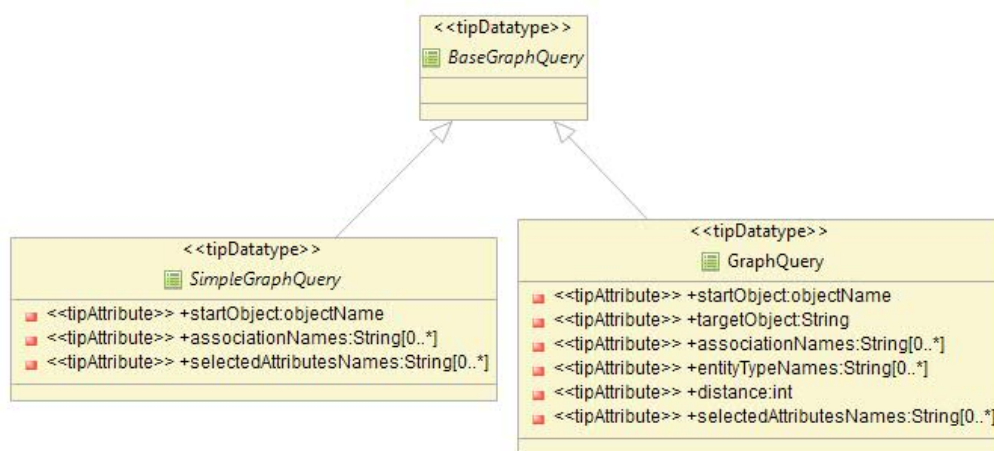 <<tipDatatype>>
BaseGraphQuery
<<tipDatatype>>
SimpleGraphQuery
<<tipAttribute>> +startObject:objectName
<<tipAttribute>> +associationNames:String[0..*]
<<tipAttribute>> +selectedAttributesNames:String[0..*]
<<tipDatatype>>
GraphQuery
<<tipAttribute>> +startObject:objectName
<<tipAttribute>> +targetObject:String
<<tipAttribute>> +associationNames:String[0..*]
<<tipAttribute>> +entityTypeNames:String[0..*]
<<tipAttribute>> +distance:int
<<tipAttribute>> +selectedAttributesNames:String[0..*]